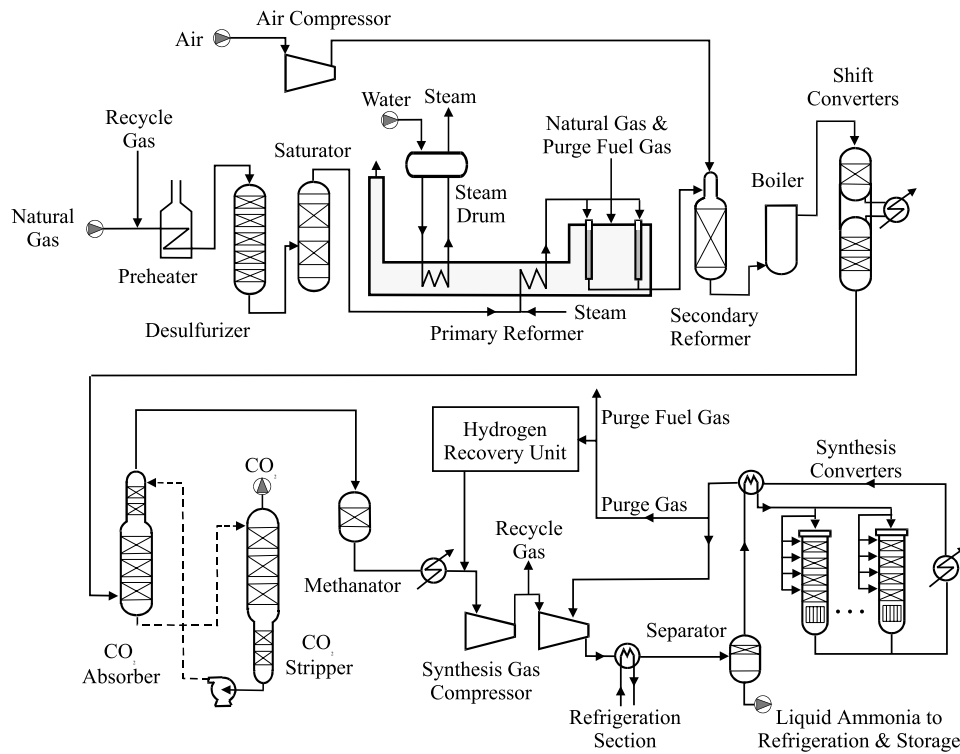 Air Compressor
Air
Shift
Converters
Water
Steam
Recycle
Gas
Natural Gas &
Purge Fuel Gas
Saturator
Boiler
Steam
Drum
Natural
Gas
Preheater
Steam
Desulfurizer
Primary Reformer
Secondary
Reformer
Purge Fuel Gas
Hydrogen
Recovery Unit
Synthesis
Converters
CO2
Purge Gas
Recycle
Gas
Methanator
Separator
CO2
Absorber
CO2
Stripper
Synthesis Gas
Compressor
Refrigeration
Section
Liquid Ammonia to
Refrigeration & Storage